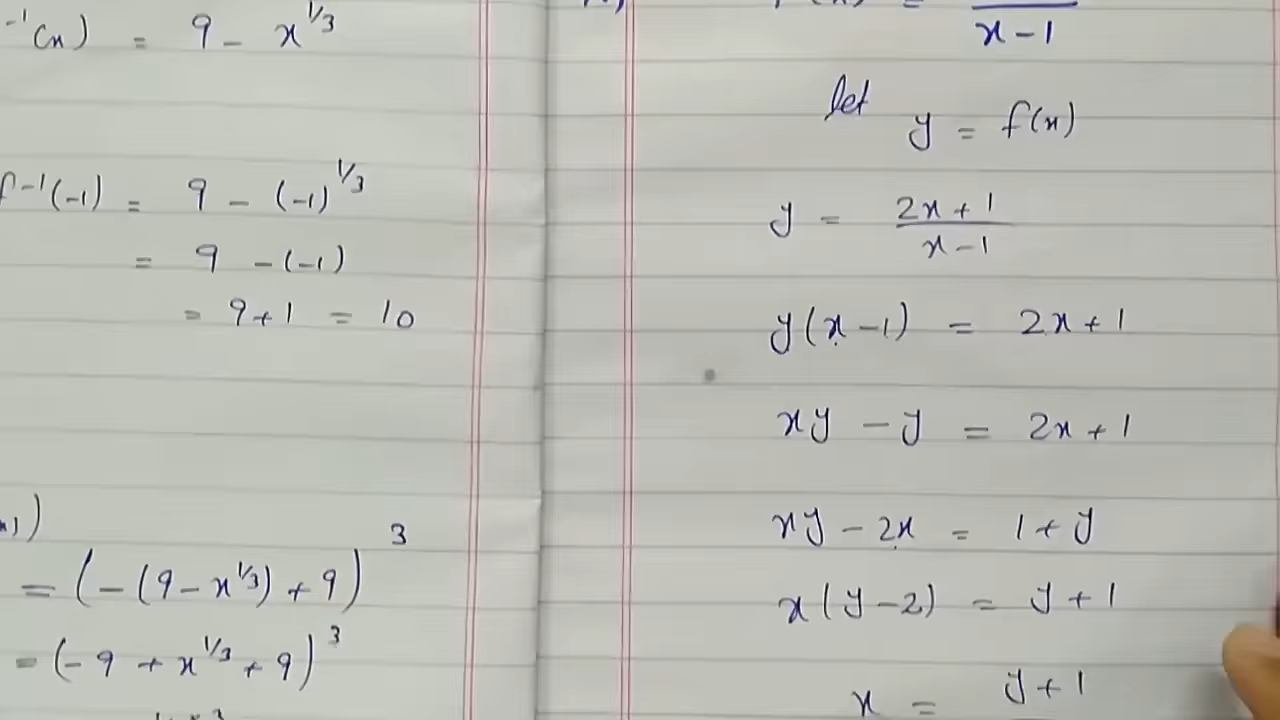 ⁻¹(x) = 9 - x^1/3
f⁻¹(-1) = 9 - (-1)^1/3
= 9 - (-1)
= 9 + 1 = 10
= (-(9 - x^1/3) + 9)^3
= (-9 + x^1/3 + 9)^3
x - 1
let y = f(x)
y = 2x + 1 / x - 1
y(x - 1) = 2x + 1
xy - y = 2x + 1
xy - 2x = 1 + y
x(y - 2) = y + 1
x = y + 1